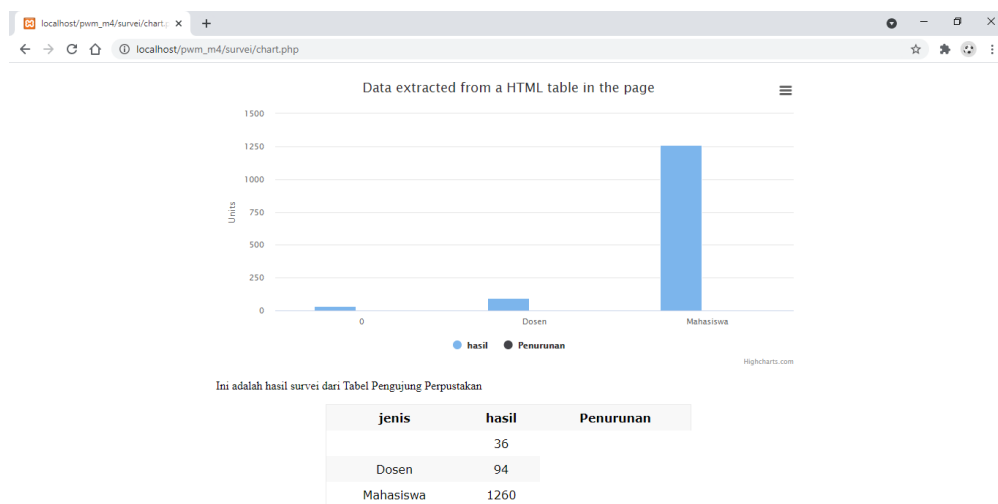 localhost/pwm_m4/survei/chart.p
localhost/pwm_m4/survei/chart.php
Data extracted from a HTML table in the page
1500
1250
1000
750
500
250
0
Units
0 Dosen Mahasiswa
hasil Penurunan
Highcharts.com
Ini adalah hasil survei dari Tabel Pengujung Perpustakan
jenis hasil Penurunan
36
Dosen 94
Mahasiswa 1260